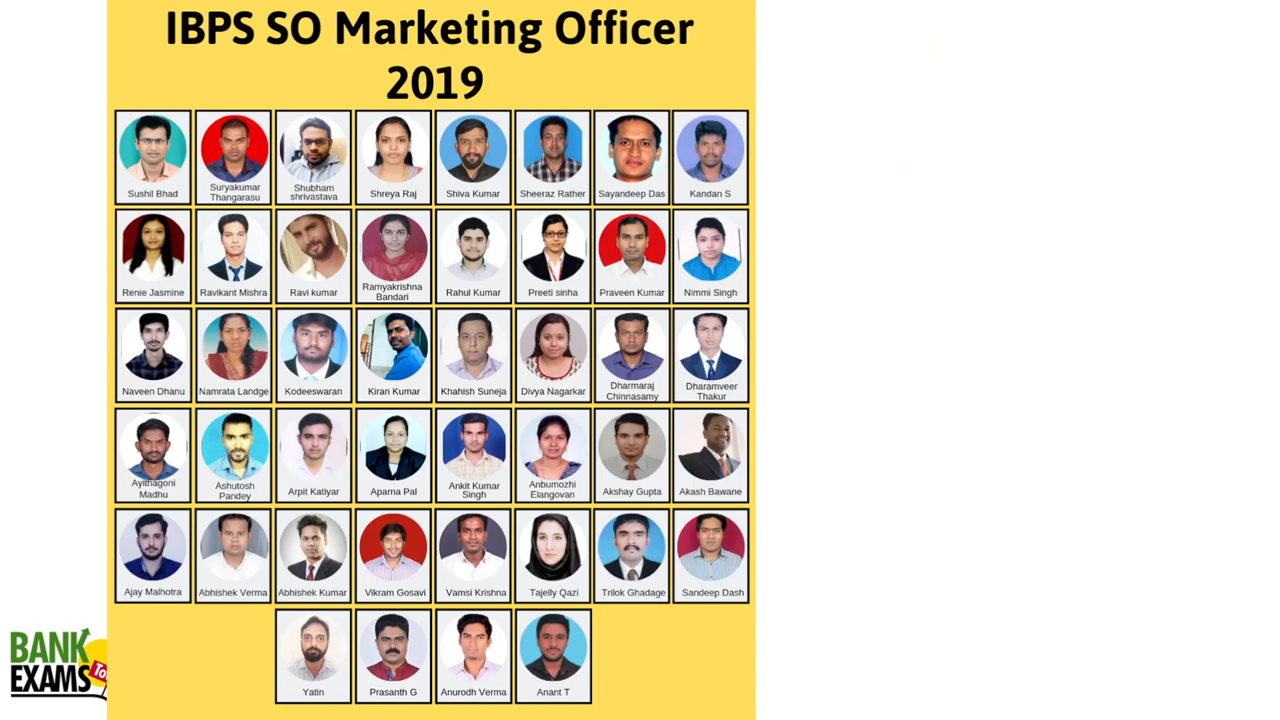 IBPS SO Marketing Officer
2019
Sushil Bhad
Suryakumar
Thangarasu
Shubham
shrivastava
Shreya Raj
Shiva Kumar
Sheeraz Rather
Sayandeep Das
Kandan S
Renie Jasmine
Ravikant Mishra
Ravi kumar
Ramyakrishna
Bandari
Rahul Kumar
Preeti sinha
Praveen Kumar
Nimmi Singh
Naveen Dhanu
Namrata Landge
Kodeeswaran
Kiran Kumar
Khahish Suneja
Divya Nagarkar
Dharmaraj
Chinnasamy
Dharamveer
Thakur
Ayithagoni
Madhu
Ashutosh
Pandey
Arpit Katiyar
Aparna Pal
Ankit Kumar
Singh
Anbumozhi
Elangovan
Akshay Gupta
Akash Bawane
Ajay Malhotra
Abhishek Verma
Abhishek Kumar
Vikram Gosavi
Vamsi Krishna
Tajelly Qazi
Trilok Ghadage
Sandeep Dash
Yatin
Prasanth G
Anurodh Verma
Anant T
BANK
EXAMS